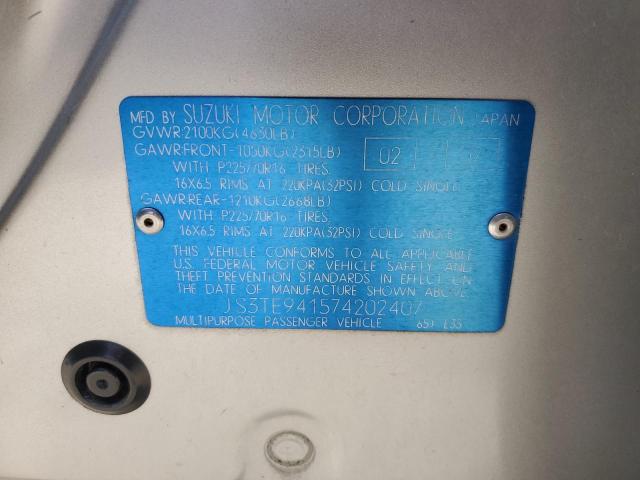 MFD BY SUZUKI MOTOR CORPORATION JAPAN
GVWR:2100KG(4630LB)
GAWR:FRONT-1050KG(2315LB) 02
WITH P225/70R16 TIRES.
16X6.5 RIMS AT 220KPA(32PSI) COLD SINGLE
GAWR:REAR-1210KG(2668LB)
WITH P225/70R16 TIRES.
16X6.5 RIMS AT 220KPA(32PSI) COLD SINGLE
THIS VEHICLE CONFORMS TO ALL APPLICABLE
U.S. FEDERAL MOTOR VEHICLE SAFETY AND
THEFT PREVENTION STANDARDS IN EFFECT ON
THE DATE OF MANUFACTURE SHOWN ABOVE.
JS3TE941574202407
MULTIPURPOSE PASSENGER VEHICLE 65J